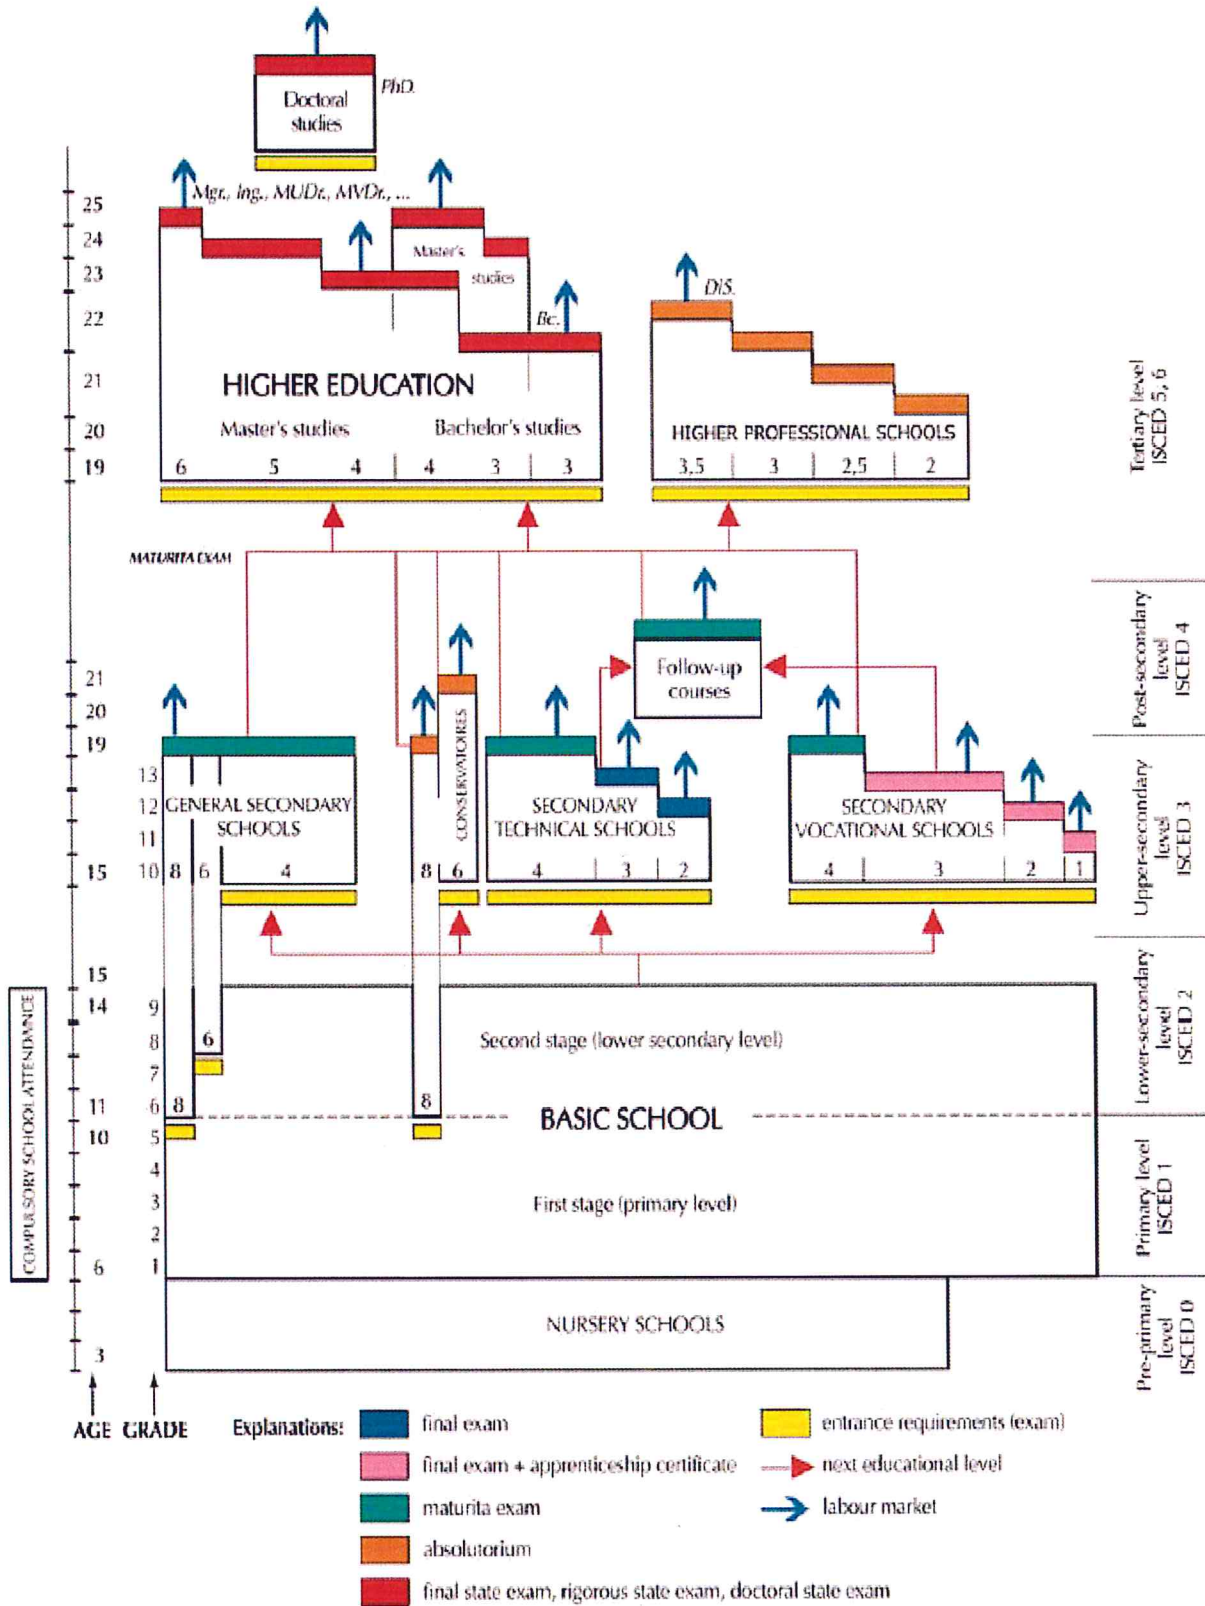 PhD.
Doctoral
studies
Mgr., Ing., MUDr., MVDr., ...
25
24
23
22
21
20
19
Master's
studies
Bc.
DiS.
HIGHER EDUCATION
Master's studies
Bachelor's studies
6 5 4 4 3 3
HIGHER PROFESSIONAL SCHOOLS
3,5 3 2,5 2
Tertiary level
ISCED 5, 6
MATURITA EXAM
Follow-up
courses
Post-secondary
level
ISCED 4
21
20
19
15
13
12
11
10
GENERAL SECONDARY
SCHOOLS
8 6 4
CONSERVATOIRES
8 6
SECONDARY
TECHNICAL SCHOOLS
4 3 2
SECONDARY
VOCATIONAL SCHOOLS
4 3 2 1
Upper-secondary
level
ISCED 3
15
14
11
10
6
3
9
8
7
6
5
4
3
2
1
6
8
8
COMPULSORY SCHOOL ATTENDANCE
Second stage (lower secondary level)
BASIC SCHOOL
First stage (primary level)
Lower-secondary
level
ISCED 2
Primary level
ISCED 1
NURSERY SCHOOLS
Pre-primary
level
ISCED 0
AGE GRADE
Explanations:
final exam
final exam + apprenticeship certificate
maturita exam
absolutorium
final state exam, rigorous state exam, doctoral state exam
entrance requirements (exam)
next educational level
labour market